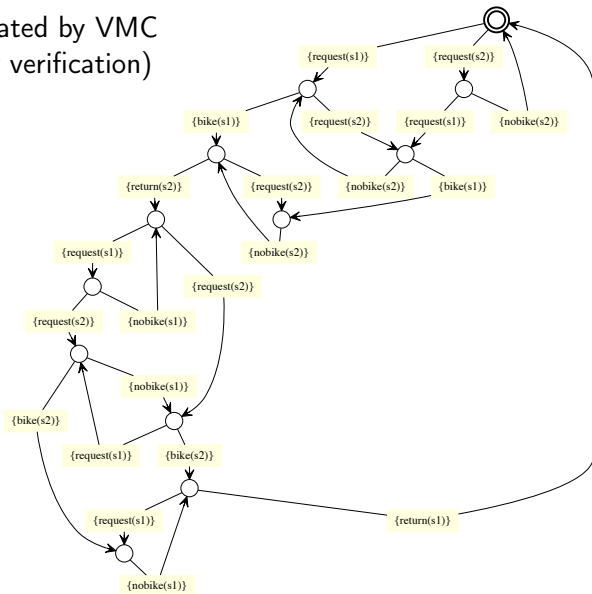 ated by VMC
verification)
{request(s1)}
{request(s2)}
{bike(s1)}
{request(s2)}
{request(s1)}
{nobike(s2)}
{return(s2)}
{request(s2)}
{nobike(s2)}
{bike(s1)}
{request(s1)}
{nobike(s2)}
{request(s2)}
{request(s2)}
{nobike(s1)}
{nobike(s1)}
{bike(s2)}
{request(s1)}
{bike(s2)}
{request(s1)}
{return(s1)}
{nobike(s1)}